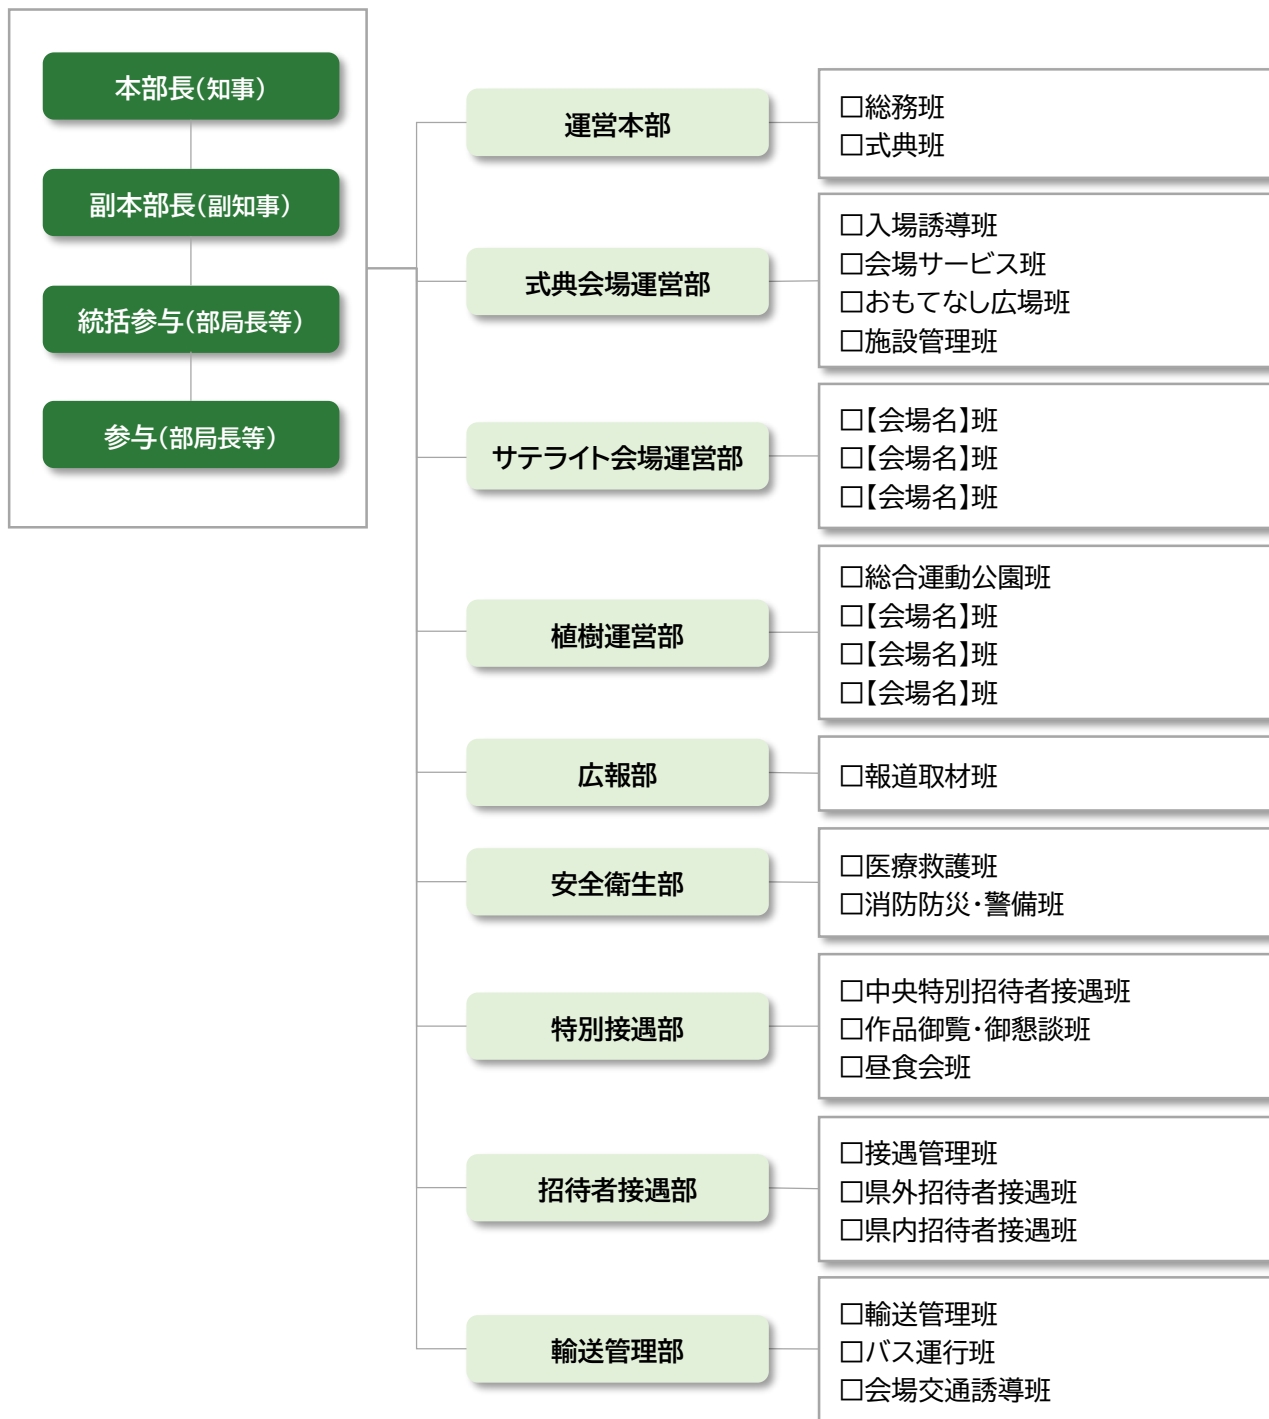 本部長(知事)
副本部長(副知事)
統括参与(部局長等)
参与(部局長等)
運営本部
□総務班
□式典班
式典会場運営部
□入場誘導班
□会場サービス班
□おもてなし広場班
□施設管理班
サテライト会場運営部
□【会場名】班
□【会場名】班
□【会場名】班
植樹運営部
□総合運動公園班
□【会場名】班
□【会場名】班
□【会場名】班
広報部
□報道取材班
安全衛生部
□医療救護班
□消防防災・警備班
特別接遇部
□中央特別招待者接遇班
□作品御覧・御懇談班
□昼食会班
招待者接遇部
□接遇管理班
□県外招待者接遇班
□県内招待者接遇班
輸送管理部
□輸送管理班
□バス運行班
□会場交通誘導班